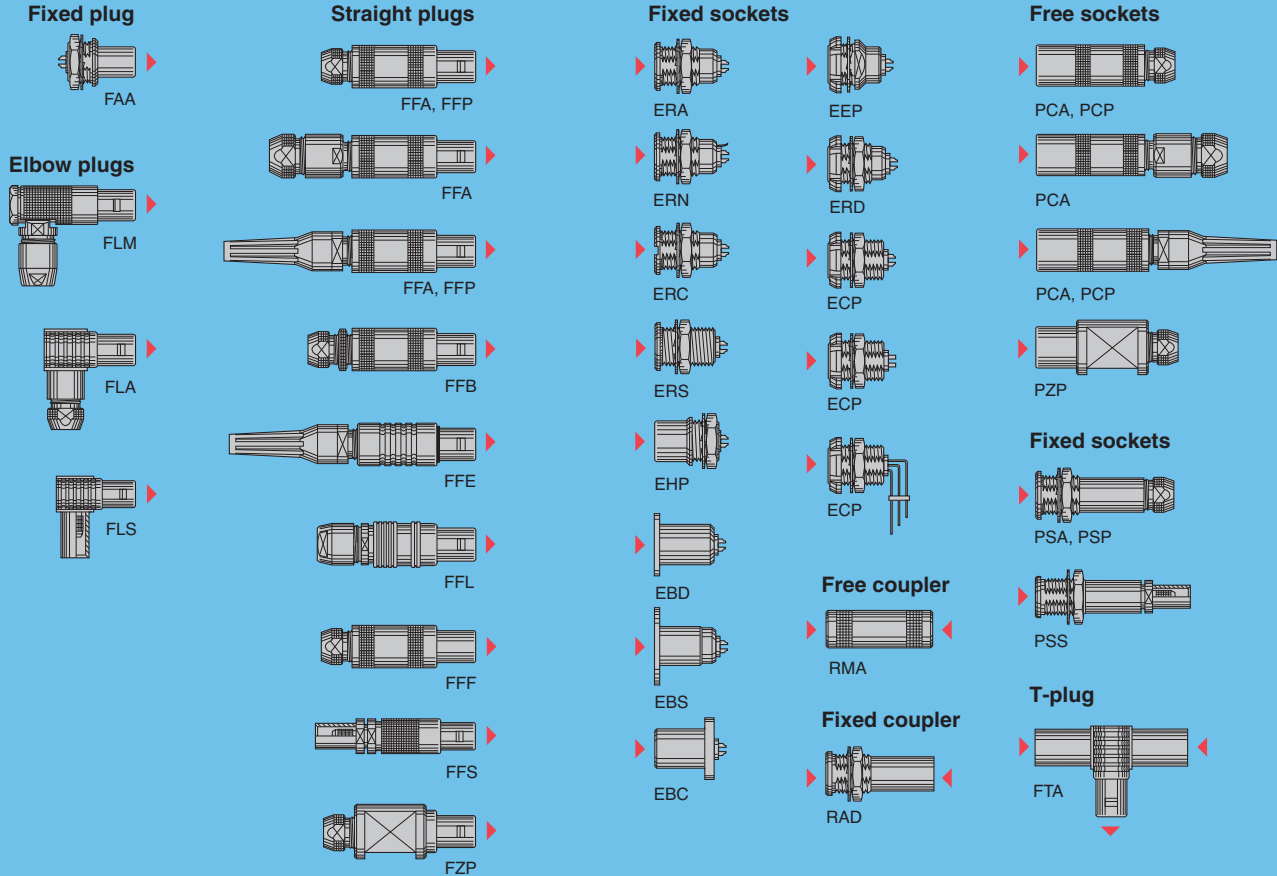 Fixed plug
FAA
Elbow plugs
FLM
FLA
FLS
Straight plugs
FFA, FFP
FFA
FFA, FFP
FFB
FFE
FFL
FFF
FFS
FZP
Fixed sockets
ERA
ERN
ERC
ERS
EHP
EBD
EBS
EBC
EEP
ERD
ECP
ECP
ECP
Free coupler
RMA
Fixed coupler
RAD
Free sockets
PCA, PCP
PCA
PCA, PCP
PZP
Fixed sockets
PSA, PSP
PSS
T-plug
FTA